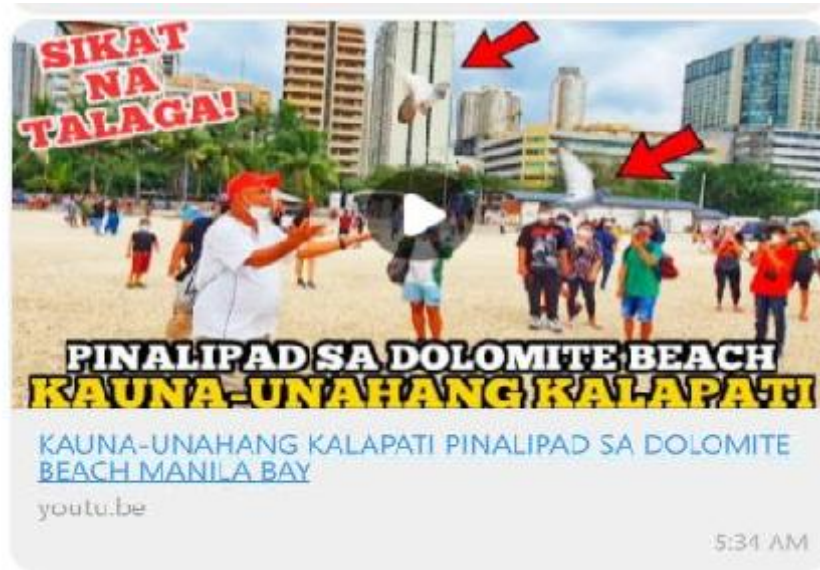 SIKAT
NA
TALAGA!
PINALIPAD SA DOLOMITE BEACH
KAUNA-UNAHANG KALAPATI
KAUNA-UNAHANG KALAPATI PINALIPAD SA DOLOMITE
BEACH MANILA BAY
youtu.be
5:34 AM